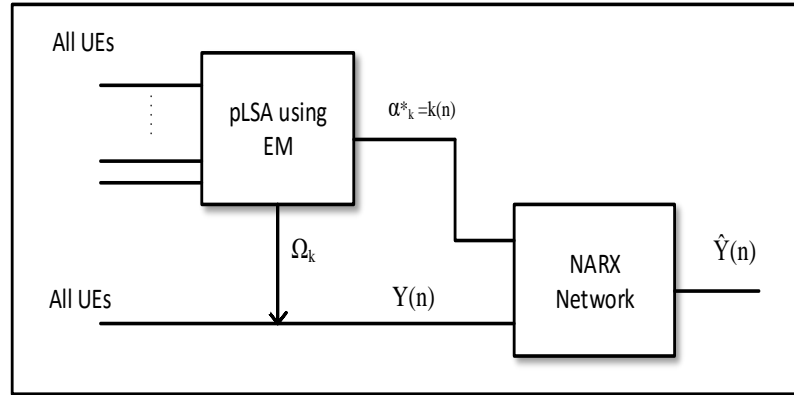 All UEs
pLSA using
EM
α*ₖ =k(n)
Ωₖ
NARX
Network
Ŷ(n)
All UEs
Y(n)